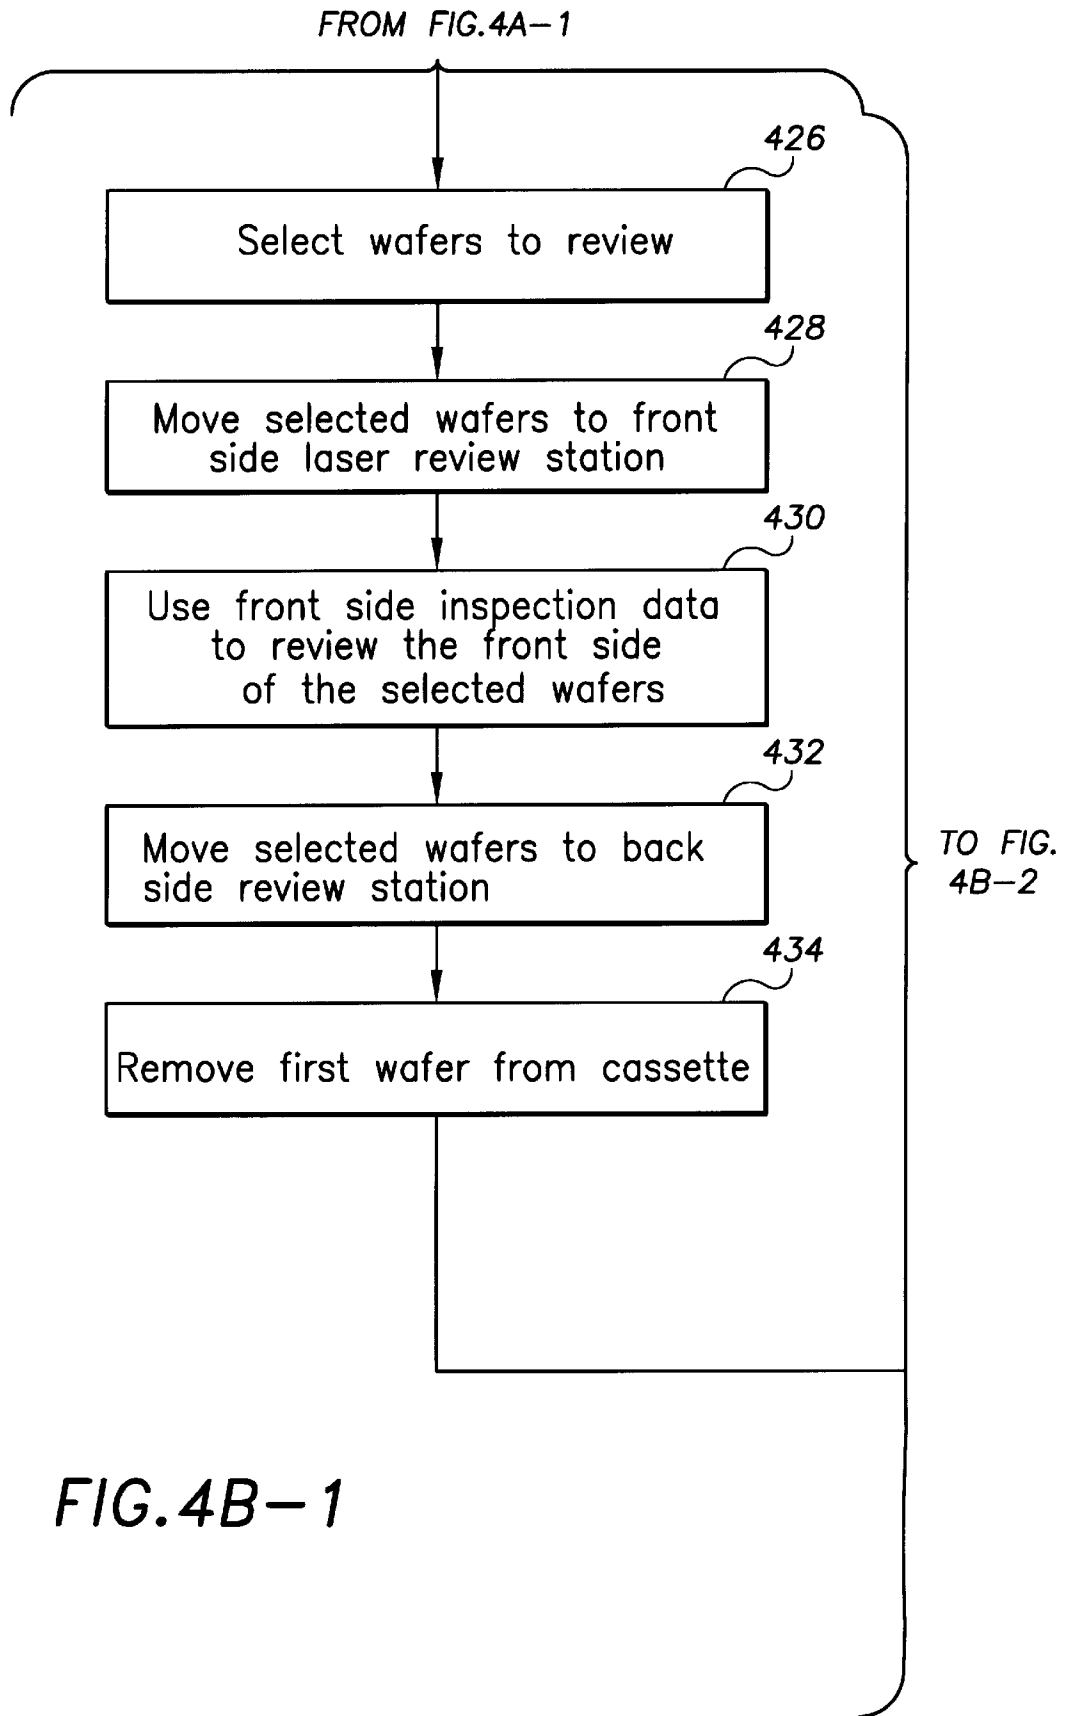 FROM FIG.4A-1
426
Select wafers to review
428
Move selected wafers to front
side laser review station
430
Use front side inspection data
to review the front side
of the selected wafers
432
Move selected wafers to back
side review station
TO FIG.
4B-2
434
Remove first wafer from cassette
FIG.4B-1